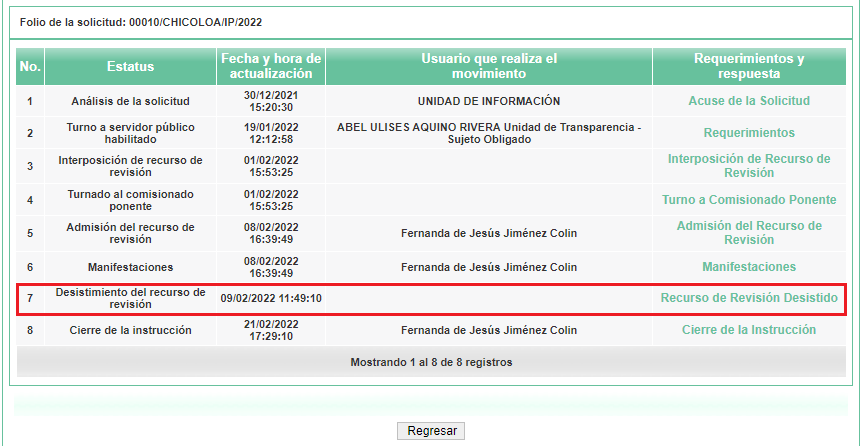 Folio de la solicitud: 00010/CHICOLOA/IP/2022
No. Estatus Fecha y hora de actualización Usuario que realiza el movimiento Requerimientos y respuesta
1 Análisis de la solicitud 30/12/2021 15:20:30 UNIDAD DE INFORMACIÓN Acuse de la Solicitud
2 Turno a servidor público habilitado 19/01/2022 12:12:58 ABEL ULISES AQUINO RIVERA Unidad de Transparencia - Sujeto Obligado Requerimientos
3 Interposición de recurso de revisión 01/02/2022 15:53:25 Interposición de Recurso de Revisión
4 Turnado al comisionado ponente 01/02/2022 15:53:25 Turno a Comisionado Ponente
5 Admisión del recurso de revisión 08/02/2022 16:39:49 Fernanda de Jesús Jiménez Colin Admisión del Recurso de Revisión
6 Manifestaciones 08/02/2022 16:39:49 Fernanda de Jesús Jiménez Colin Manifestaciones
7 Desistimiento del recurso de revisión 09/02/2022 11:49:10 Recurso de Revisión Desistido
8 Cierre de la instrucción 21/02/2022 17:29:10 Fernanda de Jesús Jiménez Colin Cierre de la Instrucción
Mostrando 1 al 8 de 8 registros
Regresar